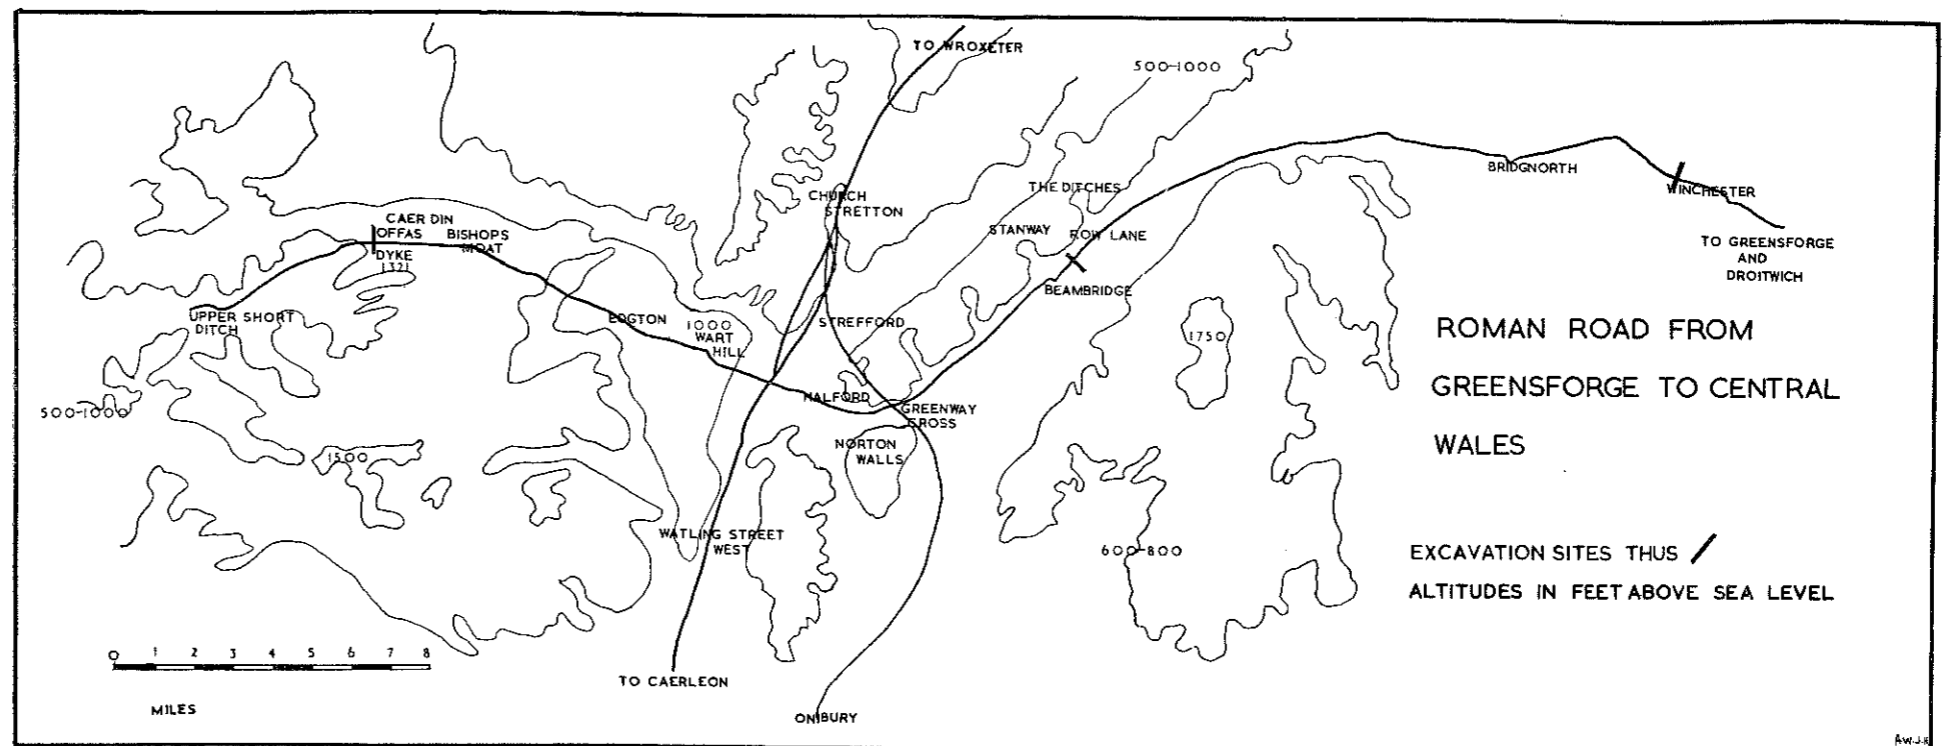 TO WROXETER
500-1000
BRIDGNORTH
WINCHESTER
THE DITCHES
CHURCH
STRETTON
CAER DIN
OFFAS
DYKE
1321
BISHOPS
MOAT
STANWAY
ROW LANE
TO GREENSFORGE
AND
DROITWICH
BEAMBRIDGE
UPPER SHORT
DITCH
EDGTON
1000
WART
HILL
STREFFORD
1750
ROMAN ROAD FROM
GREENSFORGE TO CENTRAL
WALES
500-1000
HALFORD
GREENWAY
CROSS
NORTON
WALLS
1500
WATLING STREET
WEST
600-800
EXCAVATION SITES THUS
ALTITUDES IN FEET ABOVE SEA LEVEL
0 1 2 3 4 5 6 7 8
MILES
TO CAERLEON
ONIBURY